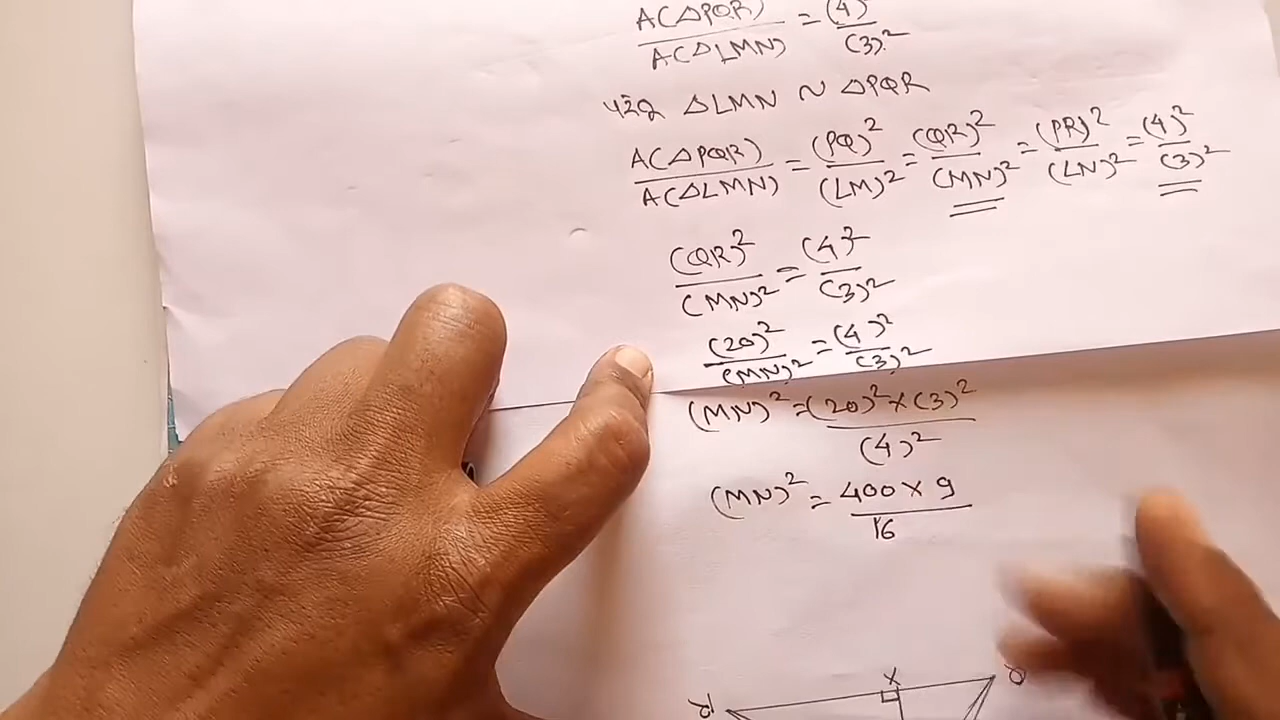 A(△PQR)/A(△LMN) = (4)²/(3)²
परंतु △LMN ~ △PQR
A(△PQR)/A(△LMN) = (PQ)²/(LM)² = (QR)²/(MN)² = (PR)²/(LN)² = (4)²/(3)²
(QR)²/(MN)² = (4)²/(3)²
(20)²/(MN)² = (4)²/(3)²
(MN)² = (20)² × (3)²/(4)²
(MN)² = 400 × 9/16
X